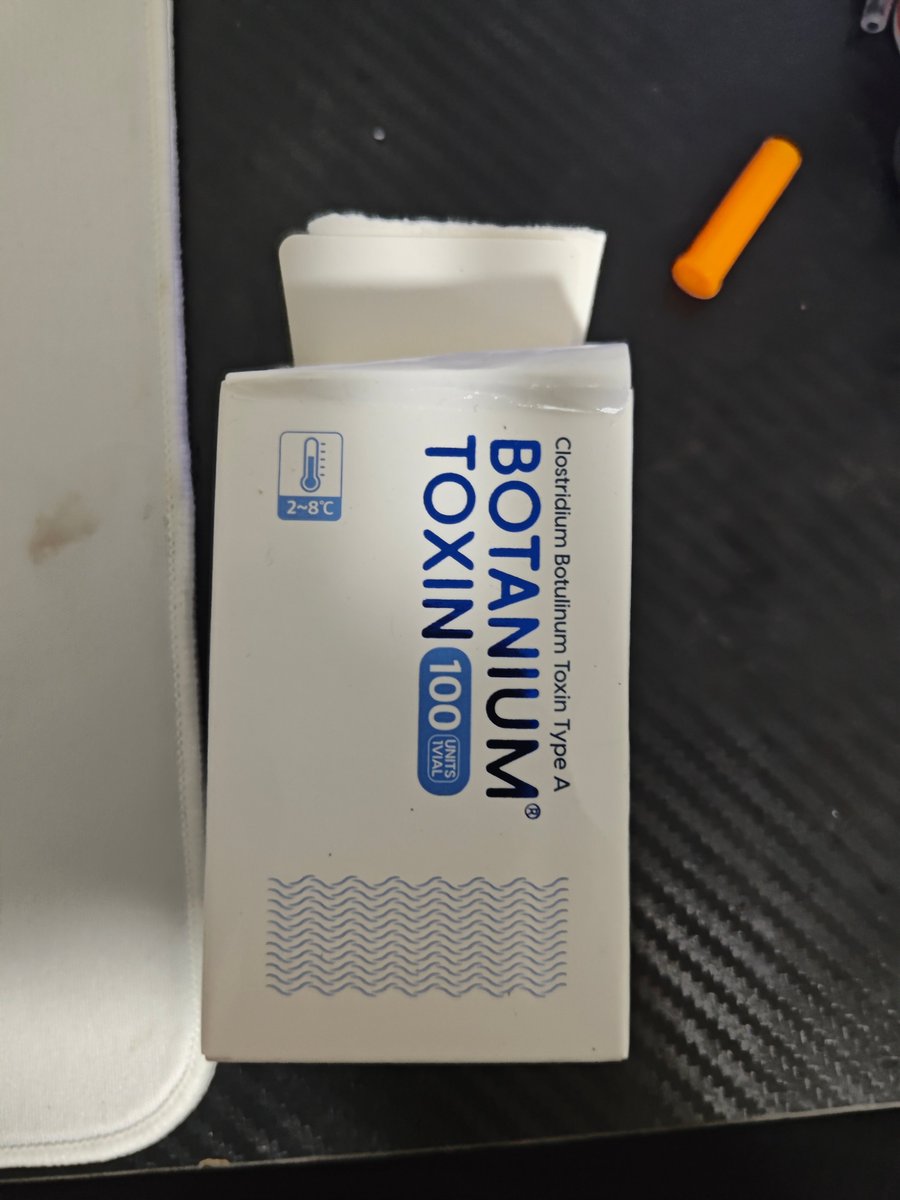 Clostridium Botulinum Toxin Type A
BOTANIUM®
TOXIN 100 UNITS 1VIAL
2~8℃